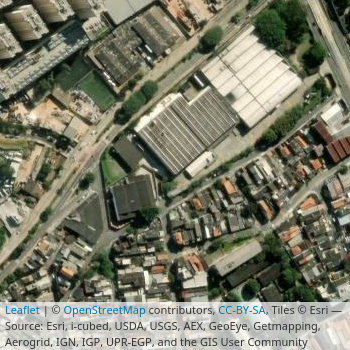 Leaflet | © OpenStreetMap contributors, CC-BY-SA, Tiles © Esri —
Source: Esri, i-cubed, USDA, USGS, AEX, GeoEye, Getmapping,
Aerogrid, IGN, IGP, UPR-EGP, and the GIS User Community